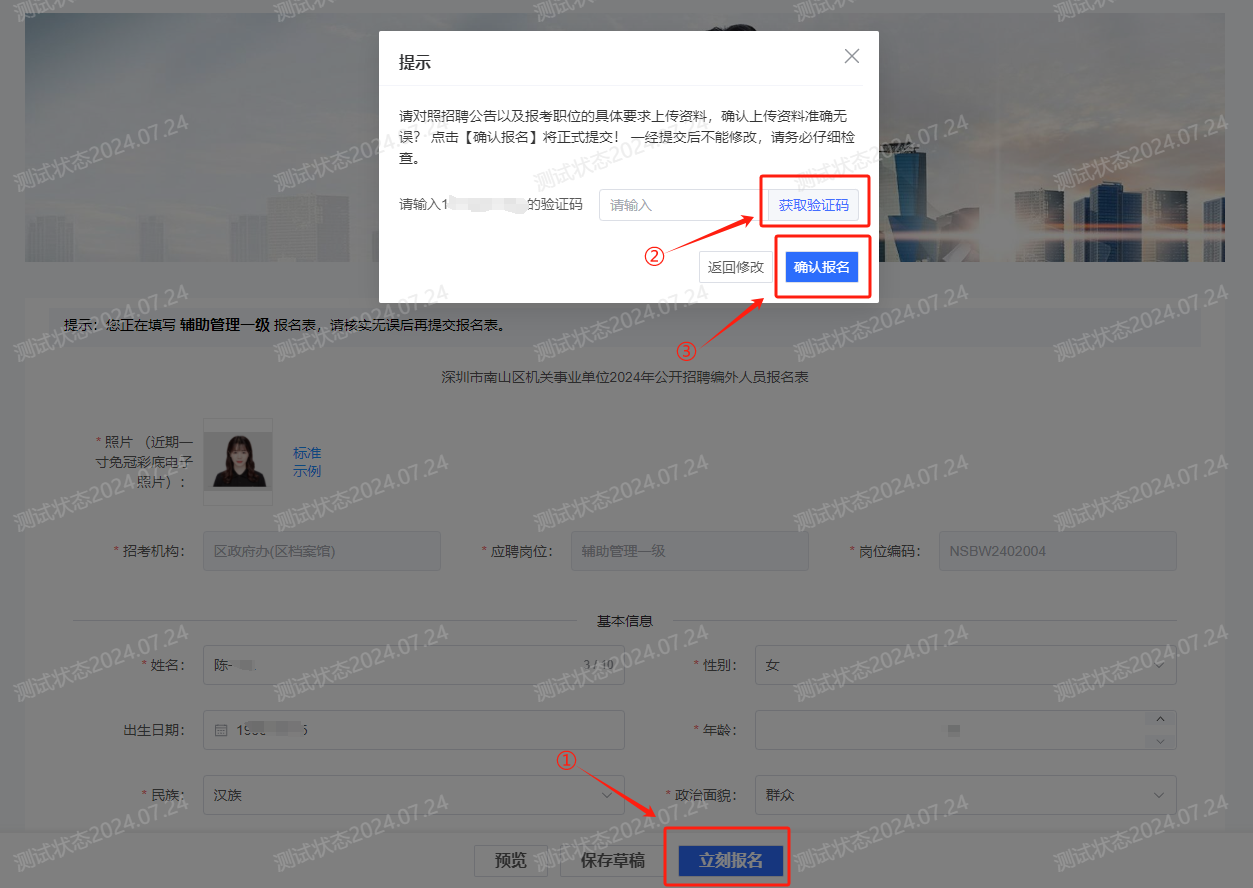 提示
请对照招聘公告以及报考职位的具体要求上传资料，确认上传资料准确无
误？ 点击【确认报名】将正式提交！ 一经提交后不能修改，请务必仔细检
查。
请输入1 的验证码 请输入 获取验证码
②
返回修改 确认报名
③
提示：您正在填写 辅助管理一级 报名表，请核实无误后再提交报名表。
深圳市南山区机关事业单位2024年公开招聘编外人员报名表
* 照片 （近期一
寸免冠彩底电子
照片）：
标准
示例
* 招考机构： 区政府办(区档案馆) * 应聘岗位： 辅助管理一级 * 岗位编码： NSBW2402004
基本信息
* 姓名： 陈- 3 / 10 * 性别： 女
出生日期： 19 5 * 年龄：
①
* 民族： 汉族 * 政治面貌： 群众
预览 保存草稿 立刻报名
测试状态2024.07.24